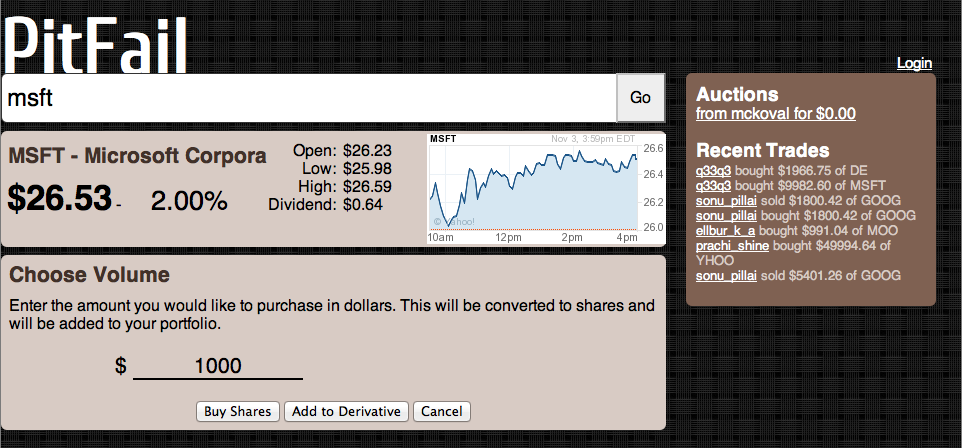 PitFail
Login
msft
Go
MSFT - Microsoft Corpora
$26.53 - 2.00%
Open: $26.23
Low: $25.98
High: $26.59
Dividend: $0.64
MSFT Nov 3, 3:59pm EDT
26.6
26.4
26.2
26.0
© Yahoo!
10am 12pm 2pm 4pm
Choose Volume
Enter the amount you would like to purchase in dollars. This will be converted to shares and
will be added to your portfolio.
$ 1000
Buy Shares Add to Derivative Cancel
Auctions
from mckoval for $0.00
Recent Trades
q33q3 bought $1966.75 of DE
q33q3 bought $9982.60 of MSFT
sonu_pillai sold $1800.42 of GOOG
sonu_pillai bought $1800.42 of GOOG
ellbur_k_a bought $991.04 of MOO
prachi_shine bought $49994.64 of
YHOO
sonu_pillai sold $5401.26 of GOOG